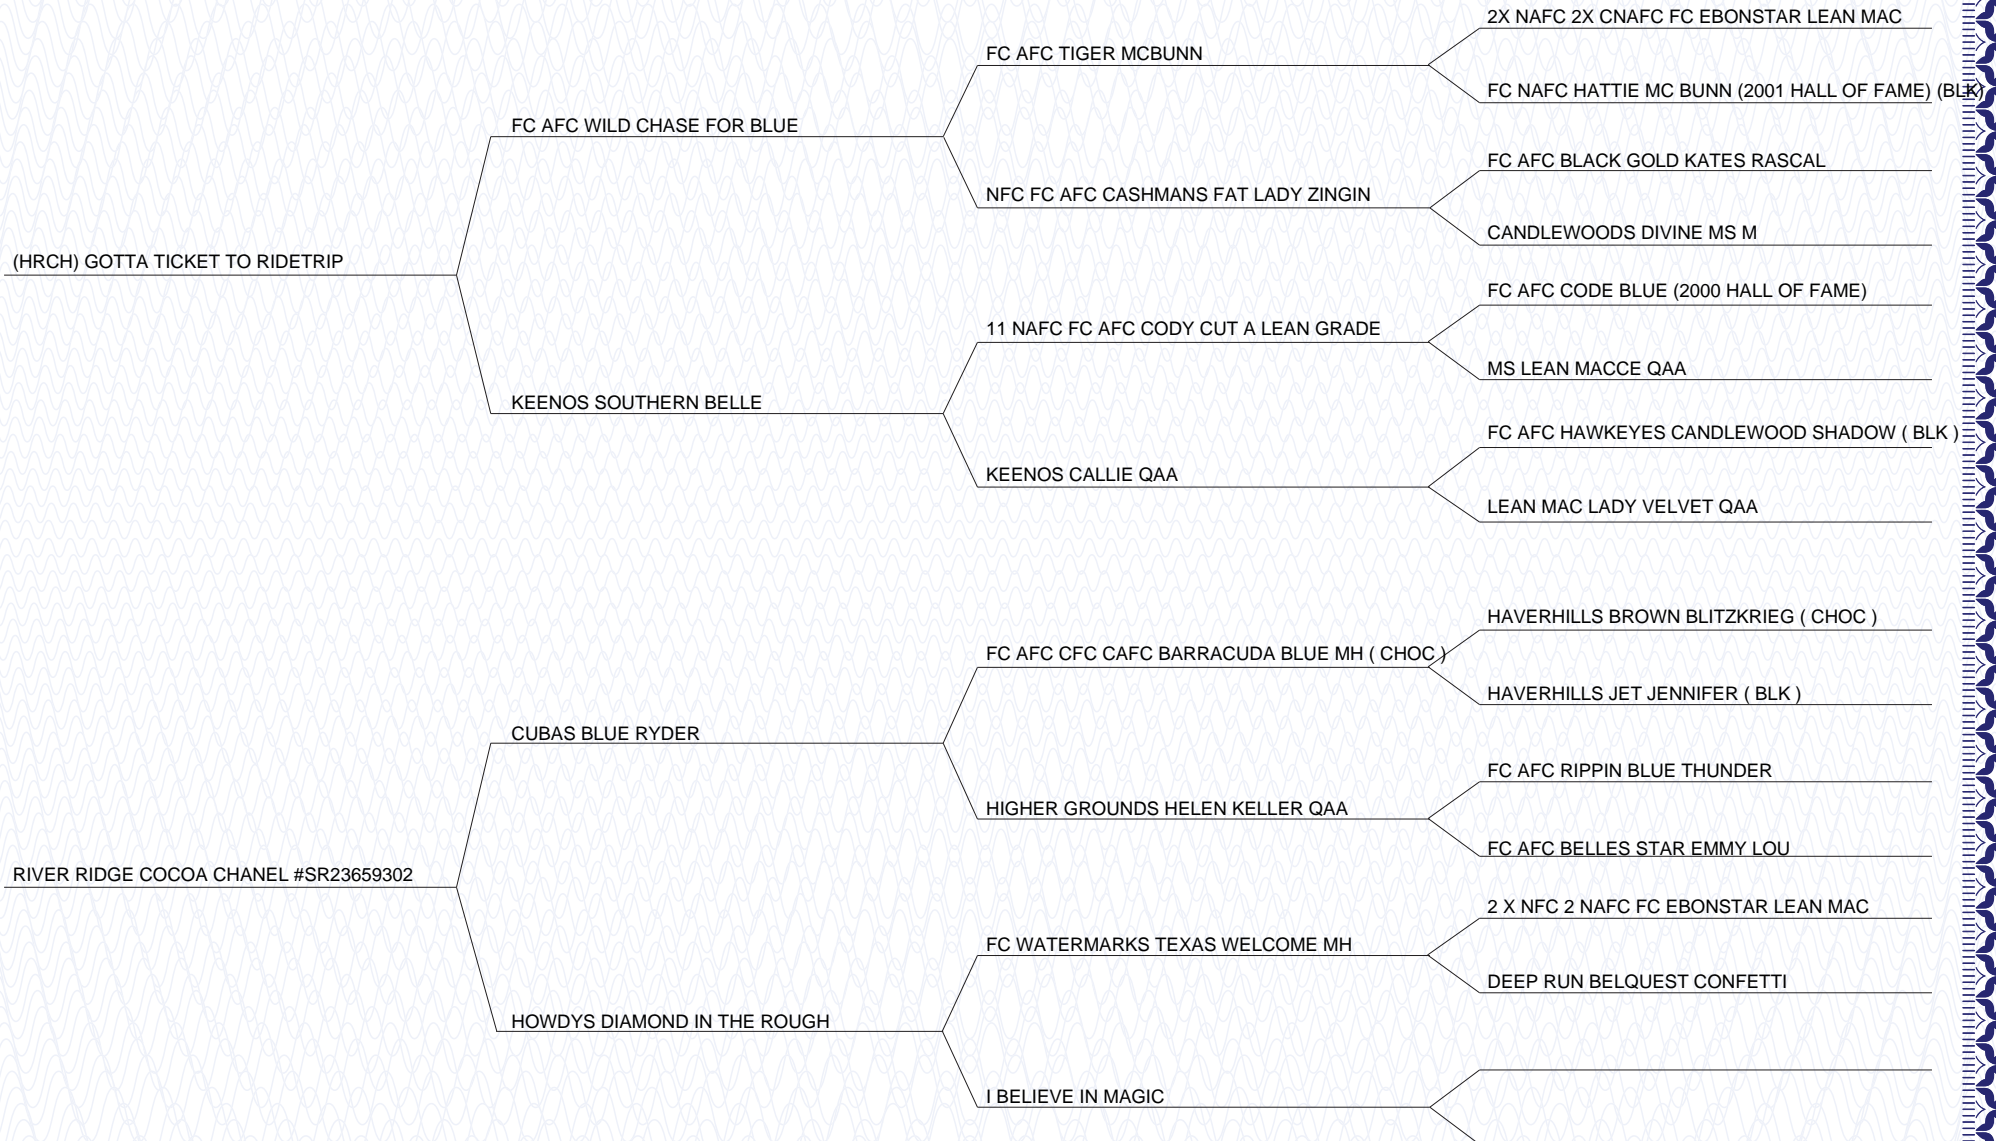 2X NAFC 2X CNAFC FC EBONSTAR LEAN MAC
FC AFC TIGER MCBUNN
FC NAFC HATTIE MC BUNN (2001 HALL OF FAME) (BLK)
FC AFC WILD CHASE FOR BLUE
FC AFC BLACK GOLD KATES RASCAL
NFC FC AFC CASHMANS FAT LADY ZINGIN
CANDLEWOODS DIVINE MS M
(HRCH) GOTTA TICKET TO RIDETRIP
FC AFC CODE BLUE (2000 HALL OF FAME)
11 NAFC FC AFC CODY CUT A LEAN GRADE
MS LEAN MACCE QAA
KEENOS SOUTHERN BELLE
FC AFC HAWKEYES CANDLEWOOD SHADOW ( BLK )
KEENOS CALLIE QAA
LEAN MAC LADY VELVET QAA
HAVERHILLS BROWN BLITZKRIEG ( CHOC )
FC AFC CFC CAFC BARRACUDA BLUE MH ( CHOC )
HAVERHILLS JET JENNIFER ( BLK )
CUBAS BLUE RYDER
FC AFC RIPPIN BLUE THUNDER
HIGHER GROUNDS HELEN KELLER QAA
FC AFC BELLES STAR EMMY LOU
RIVER RIDGE COCOA CHANEL #SR23659302
2 X NFC 2 NAFC FC EBONSTAR LEAN MAC
FC WATERMARKS TEXAS WELCOME MH
DEEP RUN BELQUEST CONFETTI
HOWDYS DIAMOND IN THE ROUGH
I BELIEVE IN MAGIC